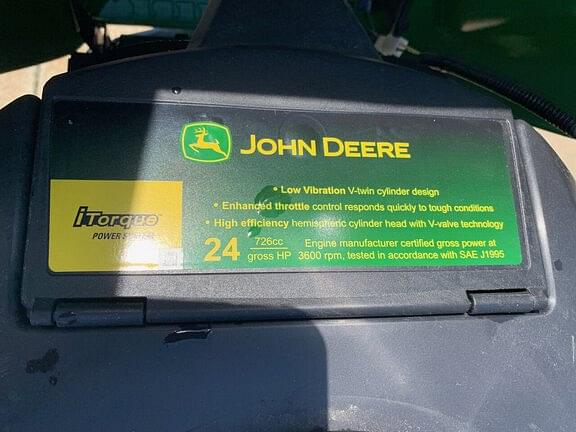 JOHN DEERE
• Low Vibration V-twin cylinder design
• Enhanced throttle control responds quickly to tough conditions
• High efficiency hemispheric cylinder head with V-valve technology
iTorque
POWER SYSTEM
24 726cc Engine manufacturer certified gross power at
gross HP 3600 rpm, tested in accordance with SAE J1995